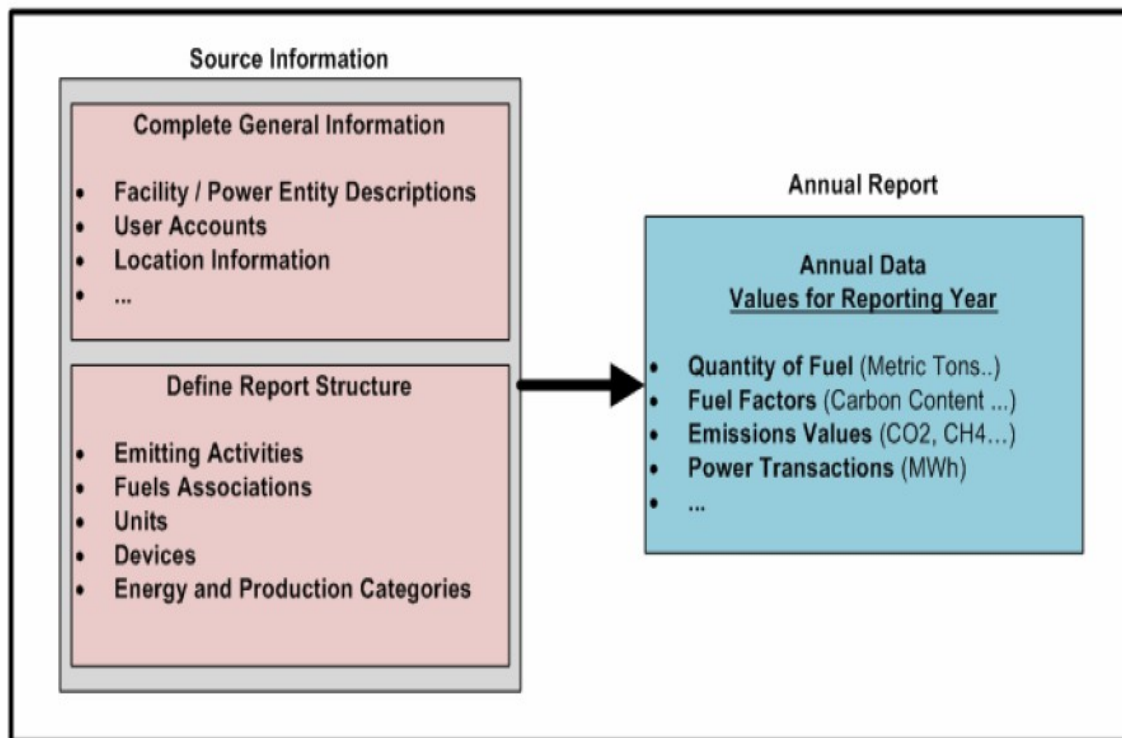 Source Information
Complete General Information
• Facility / Power Entity Descriptions
• User Accounts
• Location Information
• ...
Define Report Structure
• Emitting Activities
• Fuels Associations
• Units
• Devices
• Energy and Production Categories
Annual Report
Annual Data
Values for Reporting Year
• Quantity of Fuel (Metric Tons..)
• Fuel Factors (Carbon Content ...)
• Emissions Values (CO2, CH4...)
• Power Transactions (MWh)
• ...